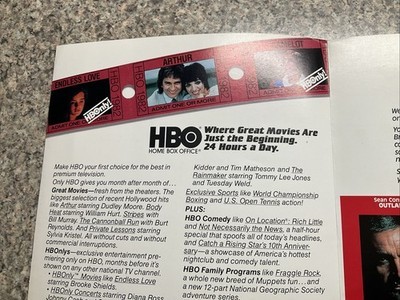 ENDLESS LOVE
ARTHUR
LOT
HBOnly!
HBOnly!
ADMIT ONE OR MORE
HBO Where Great Movies Are
HOME BOX OFFICE® Just the Beginning.
24 Hours a Day.
Make HBO your first choice for the best in
premium television.
Only HBO gives you month after month of...
Great Movies—fresh from the theaters. The
biggest selection of recent Hollywood hits
like Arthur starring Dudley Moore. Body
Heat starring William Hurt. Stripes with
Bill Murray. The Cannonball Run with Burt
Reynolds. And Private Lessons starring
Sylvia Kristel. All without cuts and without
commercial interruptions.
HBOnlys—exclusive entertainment pre-
miering only on HBO, months before it's
shown on any other national TV channel.
• HBOnly™ Movies like Endless Love
starring Brooke Shields.
• HBOnly Concerts starring Diana Ross,
Kidder and Tim Matheson and The
Rainmaker starring Tommy Lee Jones
and Tuesday Weld.
Exclusive Sports like World Championship
Boxing and U.S. Open Tennis action!
PLUS:
HBO Comedy like On Location®: Rich Little
and Not Necessarily the News, a half-hour
special that spoofs all of today's headlines,
and Catch a Rising Star's 10th Anniver-
sary—a showcase of America's hottest
nightclub and comedy talent.
HBO Family Programs like Fraggle Rock,
a whole new breed of Muppets fun... and
a new 12-part National Geographic Society
adventure series.
Sean Con
OUTLA